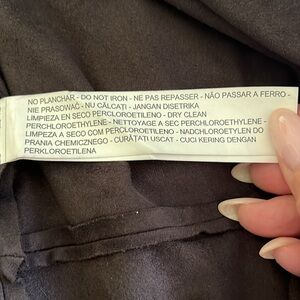 NO PLANCHAR - DO NOT IRON - NE PAS REPASSER - NÃO PASSAR A FERRO -
NIE PRASOWAĆ - NU CĂLCAȚI - JANGAN DISETRIKA
LIMPIEZA EN SECO PERCLOROETILENO - DRY CLEAN
PERCHLOROETHYLENE - NETTOYAGE A SEC PERCHLOROETHYLENE -
LIMPEZA A SECO COM PERCLOROETILENO - NADCHLOROETYLEN DO
PRANIA CHEMICZNEGO - CURĂȚAȚI USCAT - CUCI KERING DENGAN
PERKLOROETILENA